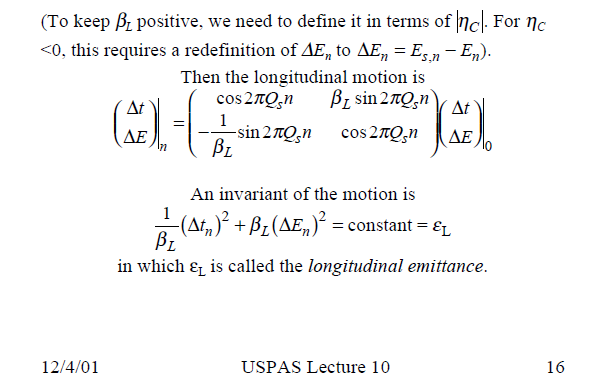 (To keep β_L positive, we need to define it in terms of |η_C|. For η_C
<0, this requires a redefinition of ΔE_n to ΔE_n = E_{s,n} − E_n).
Then the longitudinal motion is
(Δt ΔE)_n = (cos 2πQ_s n β_L sin 2πQ_s n −1/β_L sin 2πQ_s n cos 2πQ_s n)(Δt ΔE)_0
An invariant of the motion is
1/β_L (Δt_n)² + β_L(ΔE_n)² = constant = ε_L
in which ε_L is called the longitudinal emittance.
12/4/01 USPAS Lecture 10 16